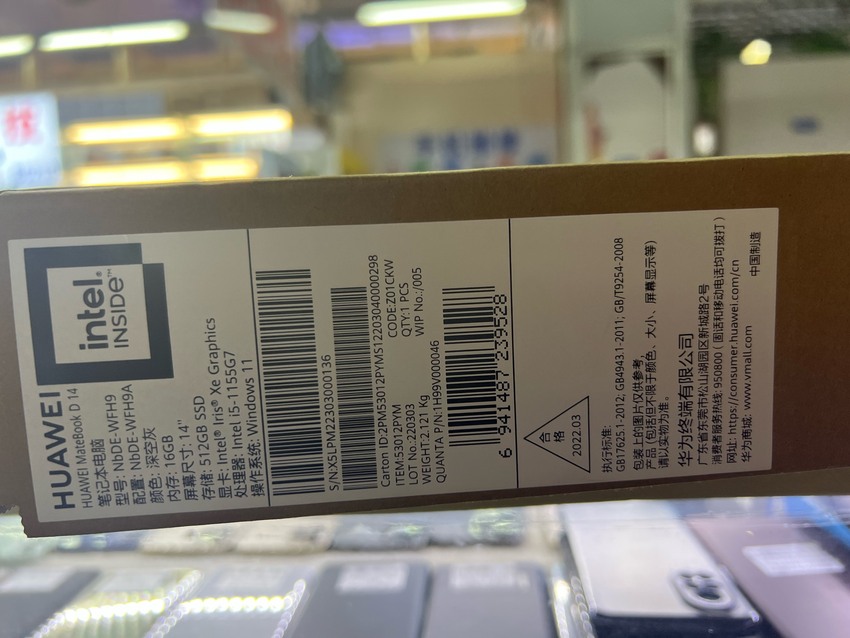 HUAWEI
HUAWEI MateBook D 14
笔记本电脑
型号: NbDE-WFH9
配置: NbDE-WFH9A
颜色: 深空灰
内存: 16GB
屏幕尺寸: 14"
存储: 512GB SSD
显卡: Intel® Iris® Xe Graphics
处理器: Intel i5-1155G7
操作系统: Windows 11
intel®
INSIDE™
S/N:XSLPM22303000136
Carton ID:2PM53012PYMS12203040000298
ITEM:53012PYM
CODE:Z01CKW
LOT No.:220303
QTY:1 PCS
WEIGHT:2.121 Kg
WIP No.:/005
QUANTA P/N:1H99V000046
6 941487 239528
合
格
2022.03
执行标准:
GB17625.1-2012; GB4943.1-2011; GB/T9254-2008
包装上的图片仅供参考,
产品 (包括但不限于颜色、大小、屏幕显示等)
请以实物为准。
华为终端有限公司
广东省东莞市松山湖园区新城路2号
消费者服务热线: 950800 (固话和移动电话均可拨打)
网址: https://consumer.huawei.com/cn
华为商城: www.vmall.com
中国制造
找